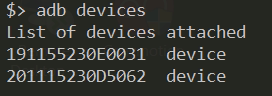 $> adb devices
List of devices attached
191155230E0031  device
201115230D5062  device